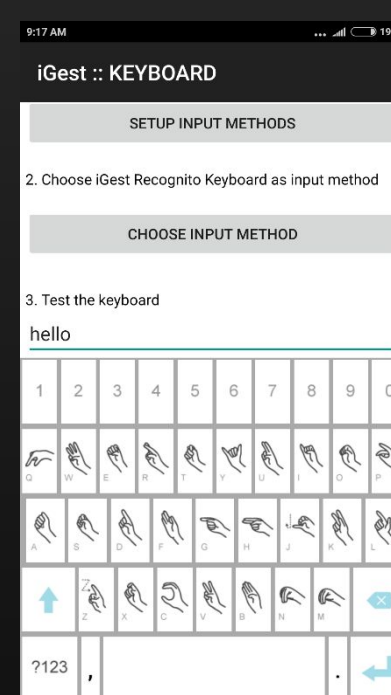 9:17 AM ... 19
iGest :: KEYBOARD
SETUP INPUT METHODS
2. Choose iGest Recognito Keyboard as input method
CHOOSE INPUT METHOD
3. Test the keyboard
hello
1 2 3 4 5 6 7 8 9 0
Q W E R T Y U I O P
A S D F G H J K L
Z Z X C V B N M
?123 , .